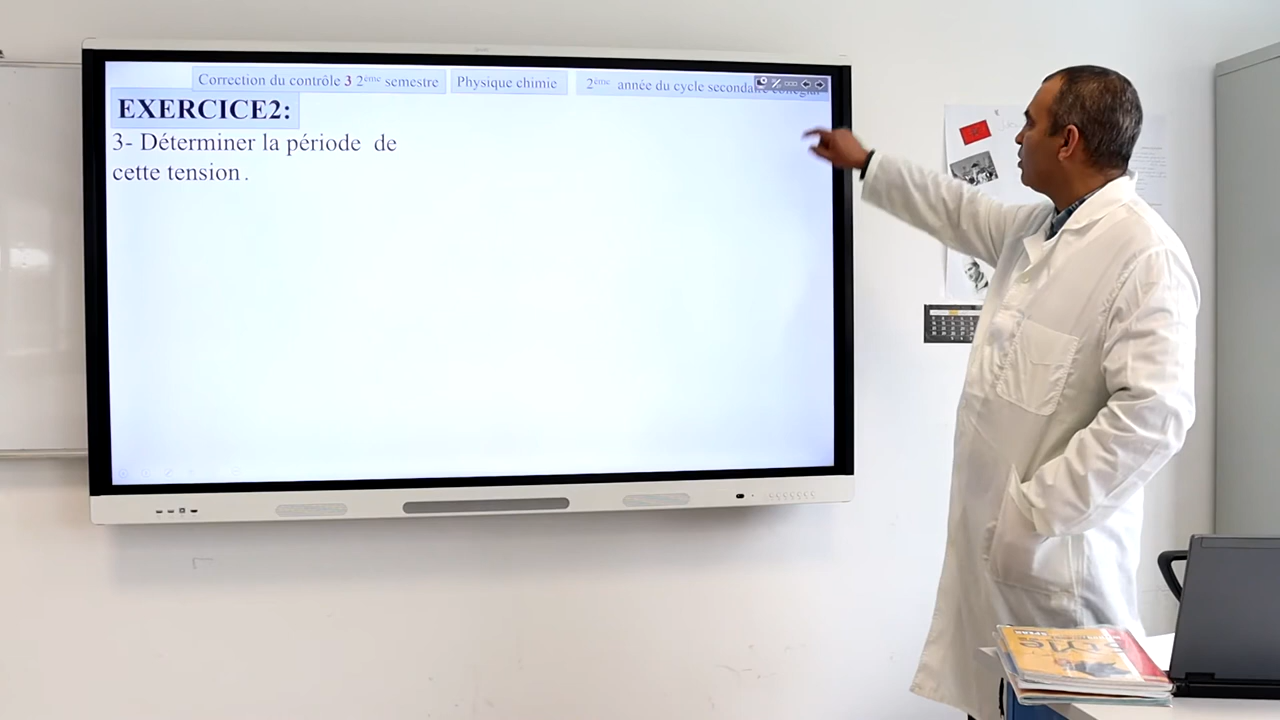 Correction du contrôle 3 2ème semestre
Physique chimie
2ème année du cycle secondaire collégial
EXERCICE2:
3- Déterminer la période de
cette tension.